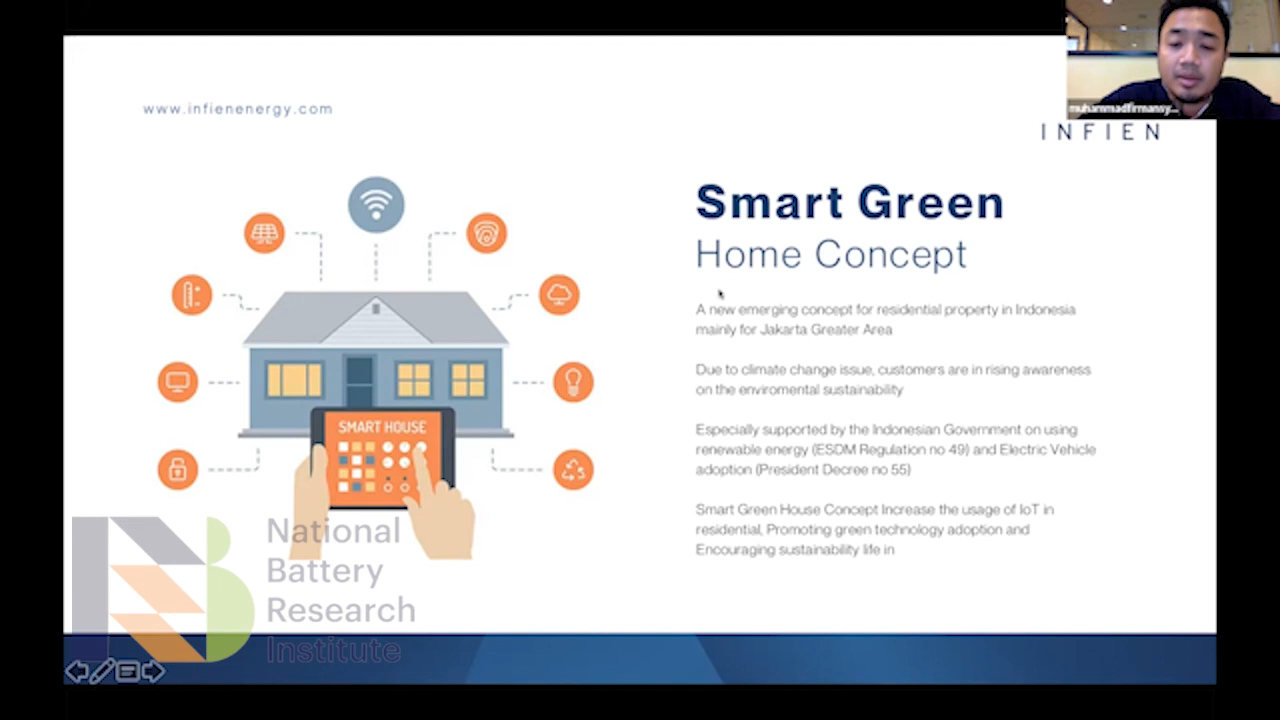 muhammadfirmansy...
www.infienenergy.com
INFIEN
Smart Green
Home Concept
A new emerging concept for residential property in Indonesia
mainly for Jakarta Greater Area
Due to climate change issue, customers are in rising awareness
on the enviromental sustainability
Especially supported by the Indonesian Government on using
renewable energy (ESDM Regulation no 49) and Electric Vehicle
adoption (President Decree no 55)
Smart Green House Concept Increase the usage of IoT in
residential, Promoting green technology adoption and
Encouraging sustainability life in
SMART HOUSE
National
Battery
Research
Institute